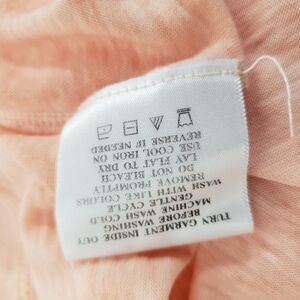 TURN GARMENT INSIDE OUT
BEFORE WASHING
MACHINE WASH COLD
GENTLE CYCLE
WASH WITH LIKE COLORS
REMOVE PROMPTLY
DO NOT BLEACH
LAY FLAT TO DRY
USE COOL IRON ON
REVERSE IF NEEDED